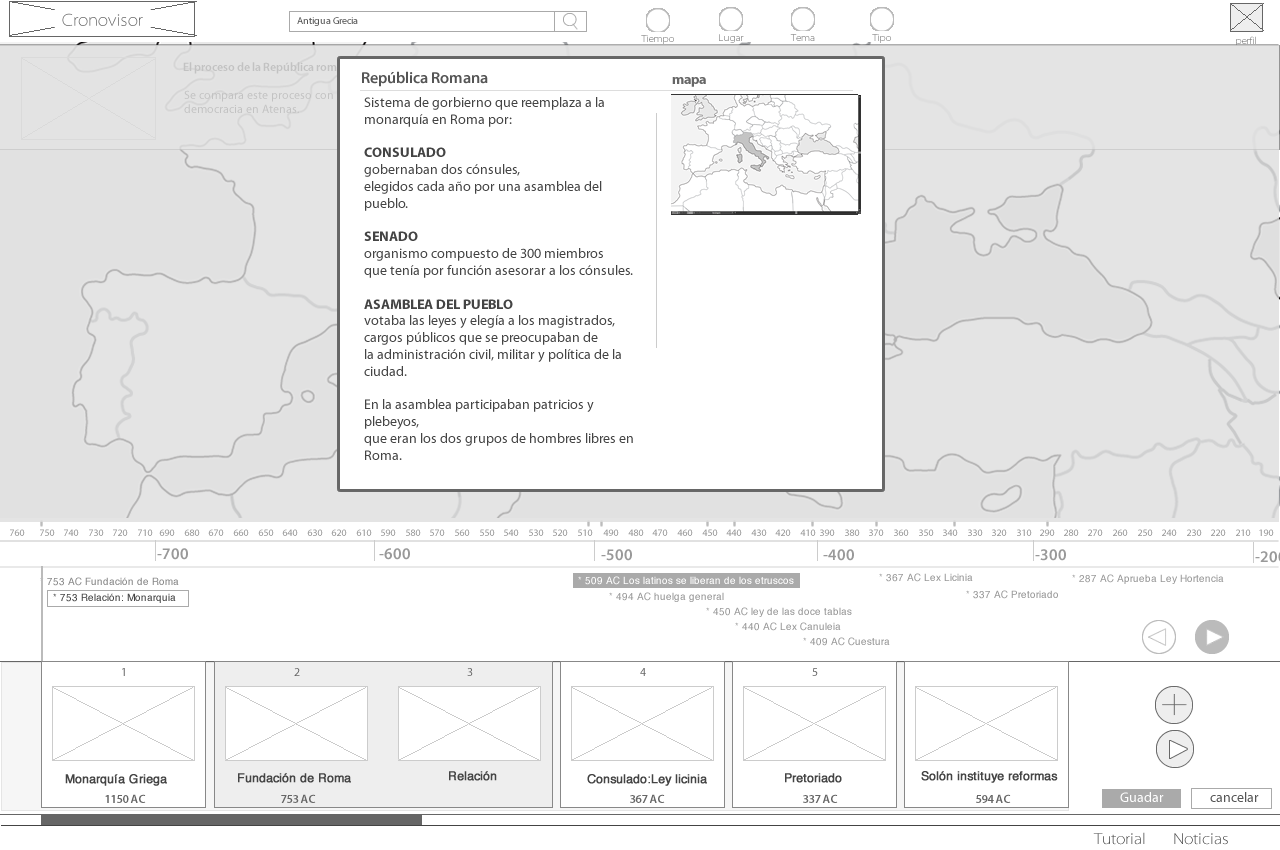 Cronovisor
Antigua Grecia
Tiempo
Lugar
Tema
Tipo
perfil
El proceso de la República rom
Se compara este proceso con
democracia en Atenas.
República Romana
mapa
Sistema de gorbierno que reemplaza a la
monarquía en Roma por:
CONSULADO
gobernaban dos cónsules,
elegidos cada año por una asamblea del
pueblo.
SENADO
organismo compuesto de 300 miembros
que tenía por función asesorar a los cónsules.
ASAMBLEA DEL PUEBLO
votaba las leyes y elegía a los magistrados,
cargos públicos que se preocupaban de
la administración civil, militar y política de la
ciudad.
En la asamblea participaban patricios y
plebeyos,
que eran los dos grupos de hombres libres en
Roma.
760 750 740 730 720 710 690 680 670 660 650 640 630 620 610 590 580 570 560 550 540 530 520 510 490 480 470 460 450 440 430 420 410 390 380 370 360 350 340 330 320 310 290 280 270 260 250 240 230 220 210 190
-700 -600 -500 -400 -300 -200
753 AC Fundación de Roma
* 753 Relación: Monarquia
* 509 AC Los latinos se liberan de los etruscos
* 494 AC huelga general
* 450 AC ley de las doce tablas
* 440 AC Lex Canuleia
* 409 AC Cuestura
* 367 AC Lex Licinia
* 337 AC Pretoriado
* 287 AC Aprueba Ley Hortencia
1
2
3
4
5
Monarquía Griega
1150 AC
Fundación de Roma
753 AC
Relación
Consulado:Ley licinia
367 AC
Pretoriado
337 AC
Solón instituye reformas
594 AC
Guadar
cancelar
Tutorial
Noticias